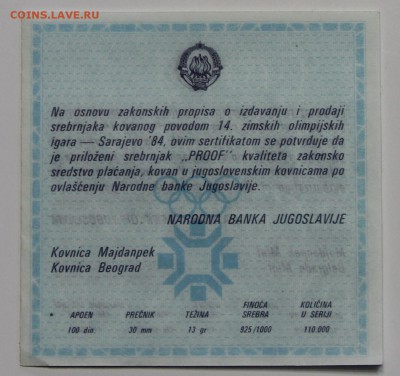 COINS.LAVE.RU
Na osnovu zakonskih propisa o izdavanju i prodaji
srebrnjaka kovanog povodom 14. zimskih olimpijskih
igara — Sarajevo '84, ovim sertifikatom se potvrđuje da
je priloženi srebrnjak „PROOF” kvaliteta zakonsko
sredstvo plaćanja, kovan u jugoslovenskim kovnicama po
ovlašćenju Narodne banke Jugoslavije.
NARODNA BANKA JUGOSLAVIJE
Kovnica Majdanpek
Kovnica Beograd
* APOEN PREČNIK TEŽINA FINOĆA SREBRA KOLIČINA U SERIJI
100 din. 30 mm 13 gr 925/1000 110.000